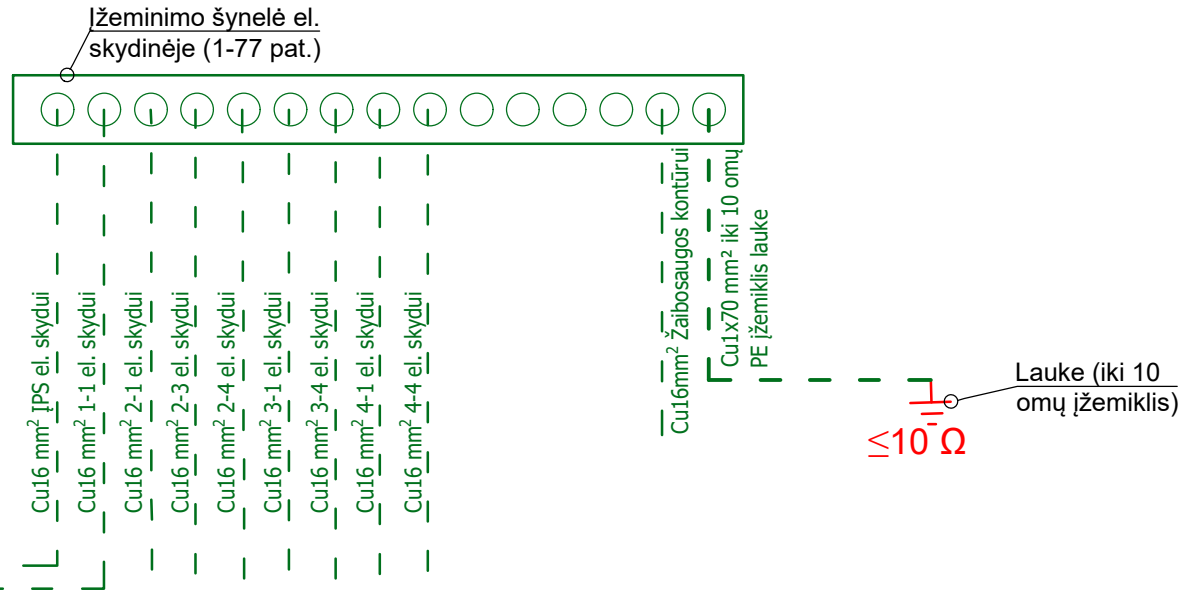 Įžeminimo šynelė el.
skydinėje (1-77 pat.)
Cu16 mm² ĮPS el. skydui
Cu16 mm² 1-1 el. skydui
Cu16 mm² 2-1 el. skydui
Cu16 mm² 2-3 el. skydui
Cu16 mm² 2-4 el. skydui
Cu16 mm² 3-1 el. skydui
Cu16 mm² 3-4 el. skydui
Cu16 mm² 4-1 el. skydui
Cu16 mm² 4-4 el. skydui
Cu16mm² Žaibosaugos kontūrui
Cu1x70 mm² iki 10 omų
PE įžemiklis lauke
Lauke (iki 10
omų įžemiklis)
≤10 Ω